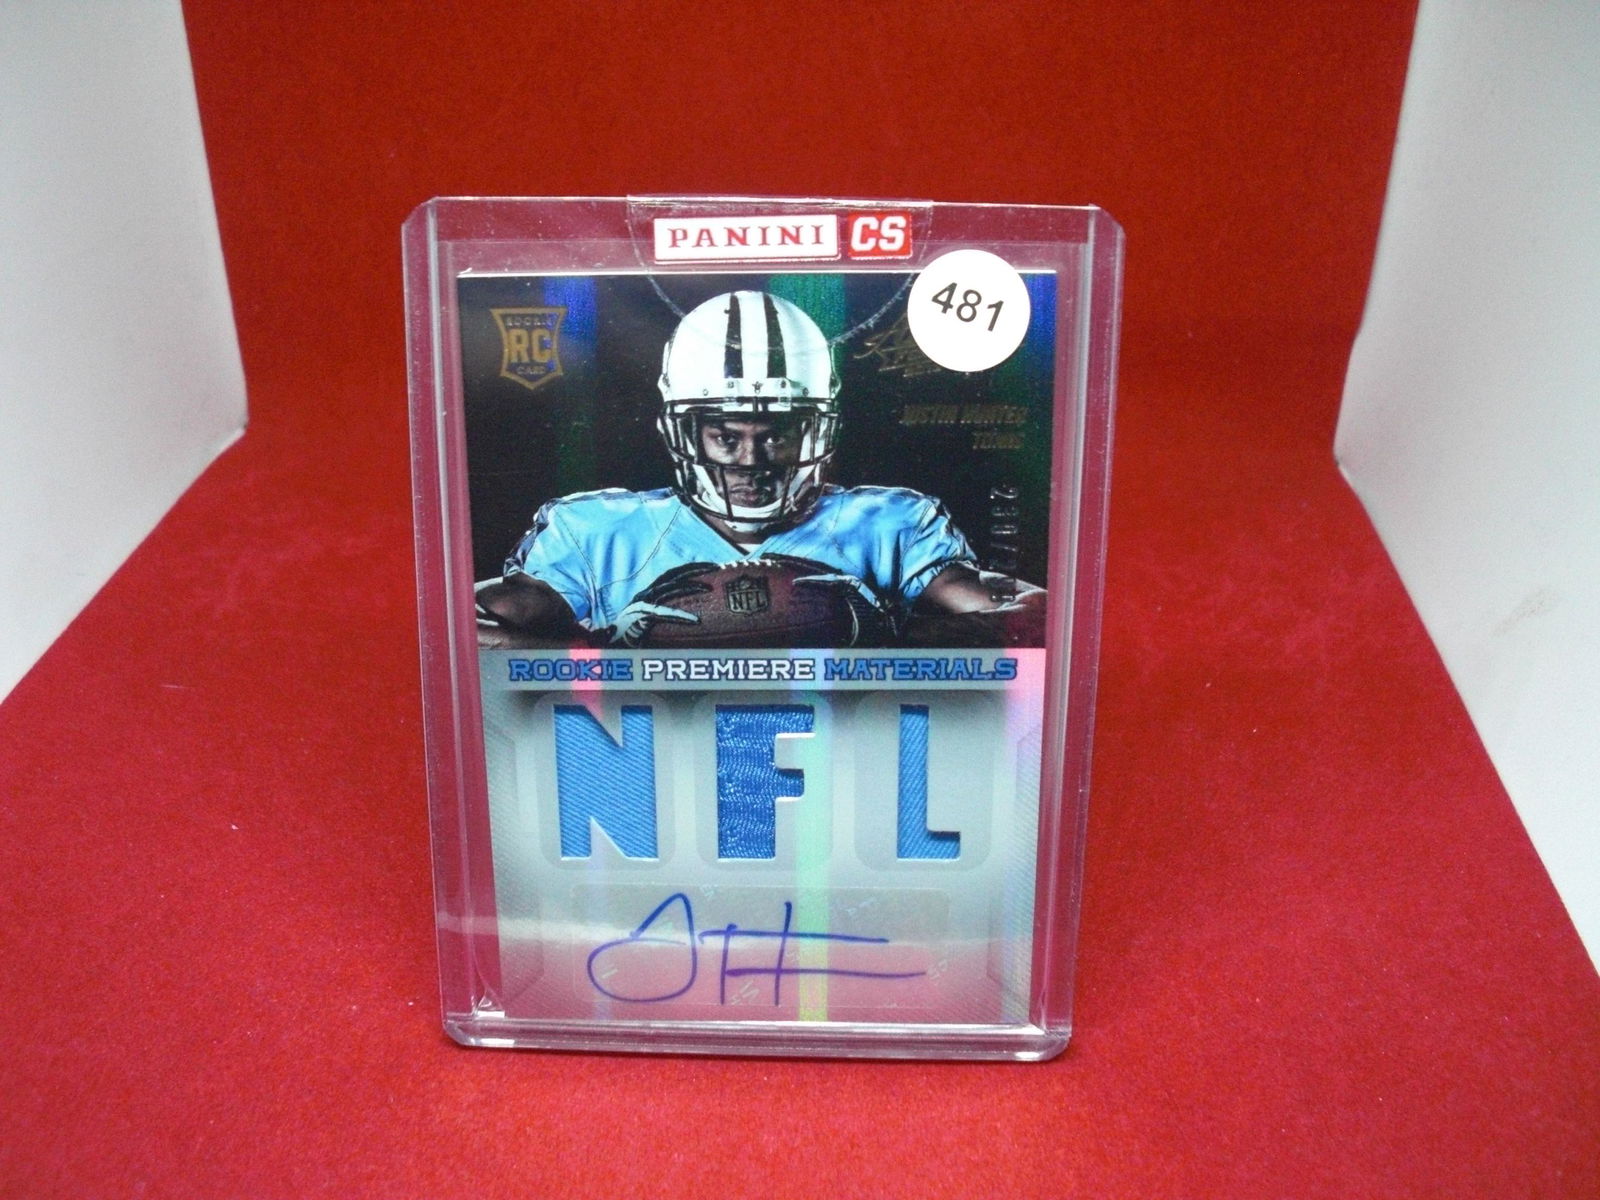 PANINI CS
481
ROOKIE
RC
CARD
JUSTIN HUNTER
TITANS
NFL
ROOKIE PREMIERE MATERIALS
NFL